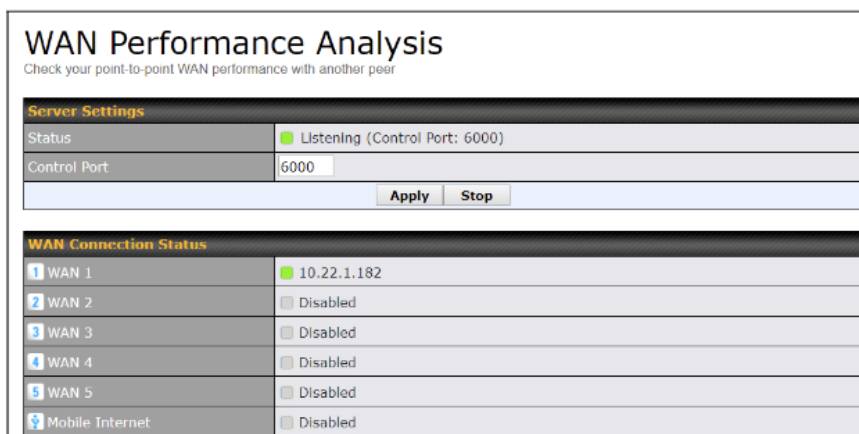 WAN Performance Analysis
Check your point-to-point WAN performance with another peer
Server Settings
Status Listening (Control Port: 6000)
Control Port 6000
Apply Stop
WAN Connection Status
1 WAN 1 10.22.1.182
2 WAN 2 Disabled
3 WAN 3 Disabled
4 WAN 4 Disabled
5 WAN 5 Disabled
Mobile Internet Disabled